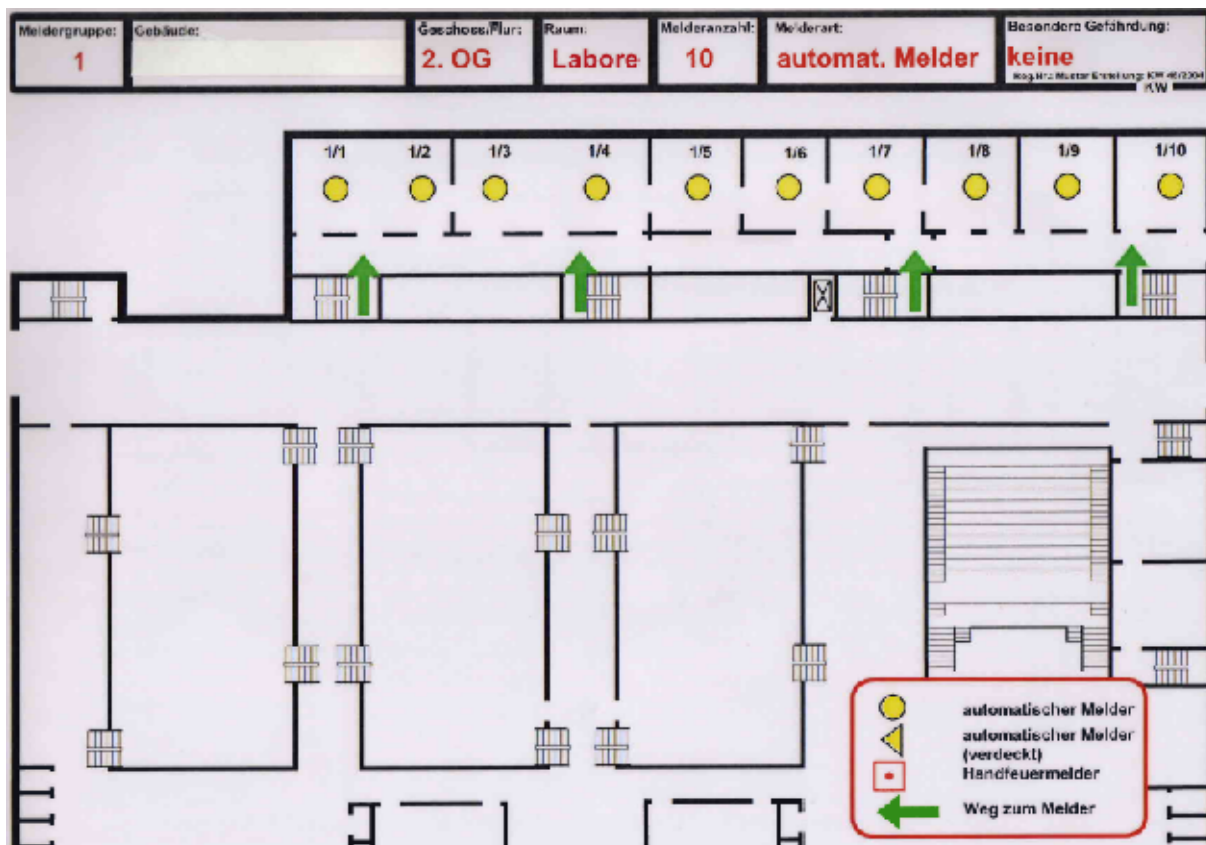 Meldergruppe:
1
Gebäude:
Geschoss/Flur:
2. OG
Raum:
Labore
Melderanzahl:
10
Melderart:
automat. Melder
Besondere Gefährdung:
keine
KW
1/1 1/2 1/3 1/4 1/5 1/6 1/7 1/8 1/9 1/10
automatischer Melder
automatischer Melder
(verdeckt)
Handfeuermelder
Weg zum Melder